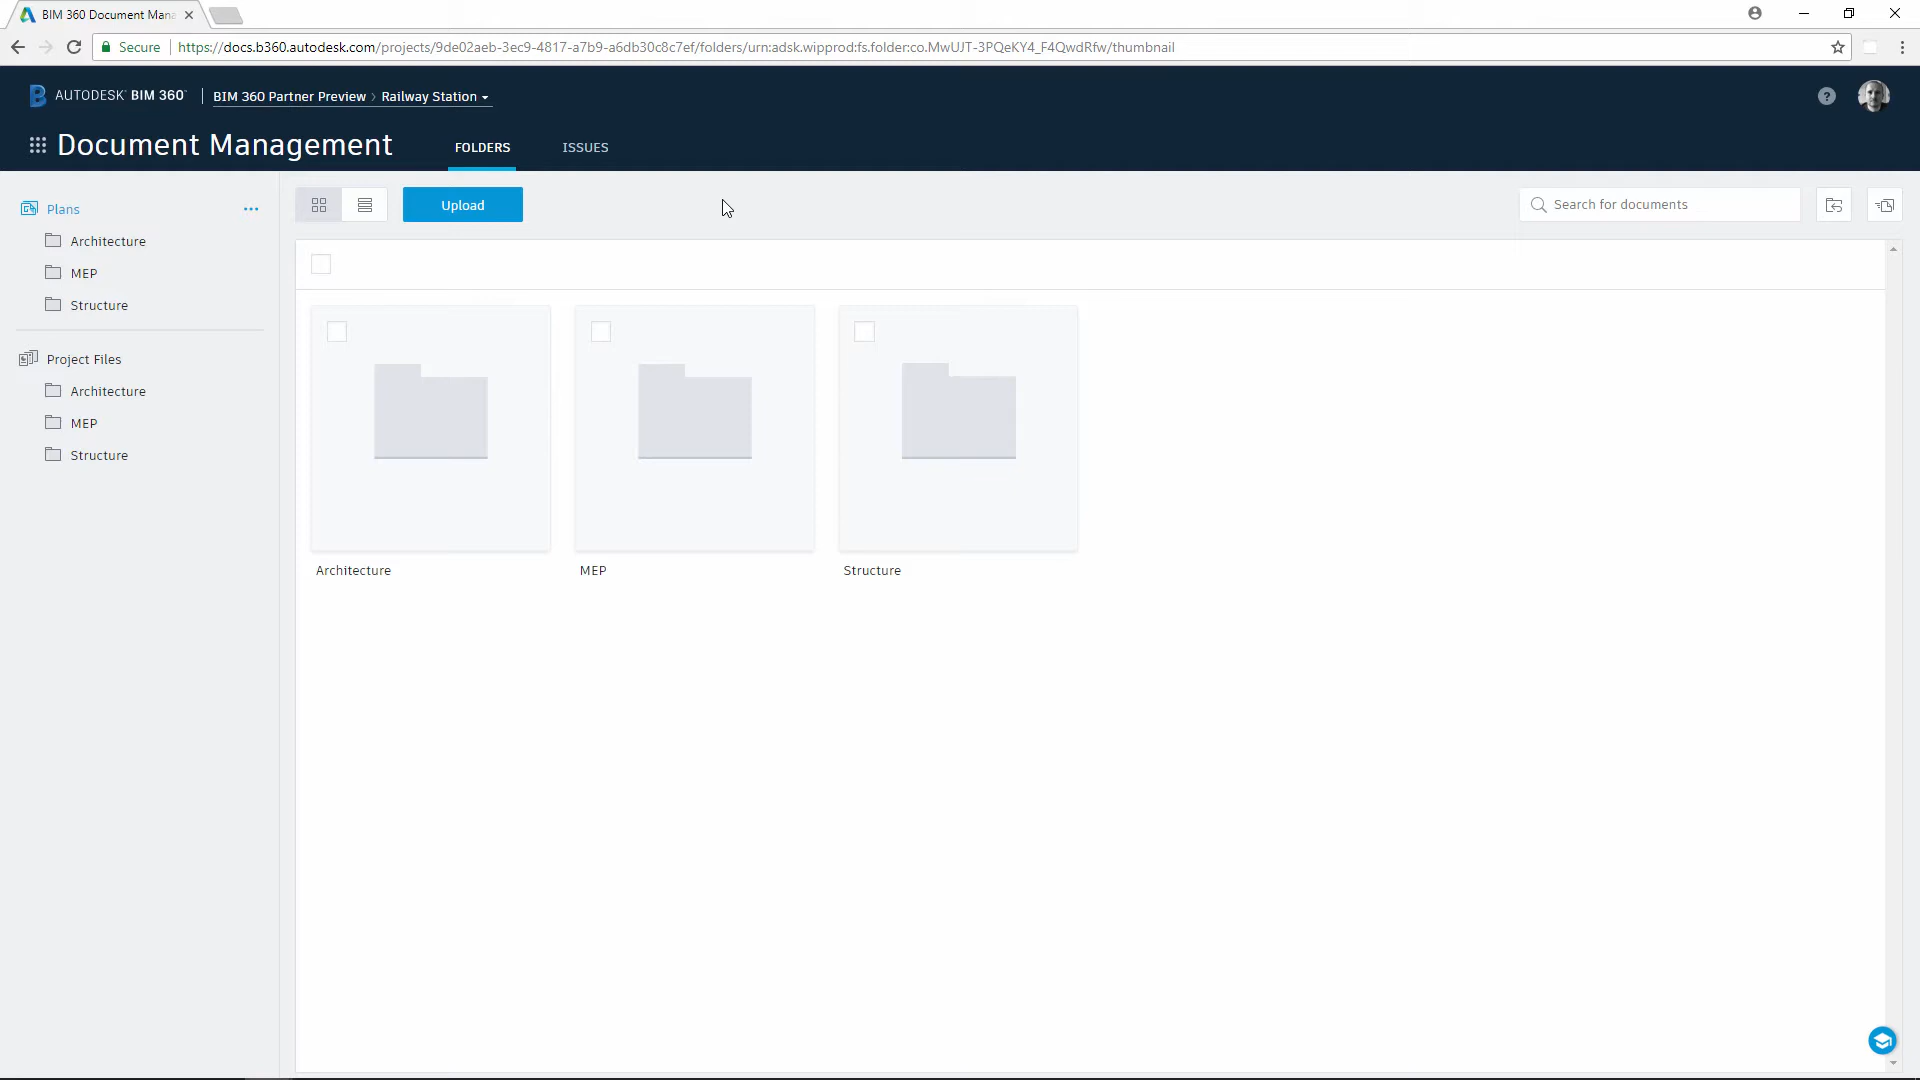 BIM 360 Document Mana
Secure
https://docs.b360.autodesk.com/projects/9de02aeb-3ec9-4817-a7b9-a6db30c8c7ef/folders/urn:adsk.wipprod:fs.folder:co.MwUJT-3PQeKY4_F4QwdRfw/thumbnail
AUTODESK® BIM 360™
BIM 360 Partner Preview > Railway Station
Document Management
FOLDERS
ISSUES
Plans
Architecture
MEP
Structure
Project Files
Architecture
MEP
Structure
Upload
Search for documents
Architecture
MEP
Structure